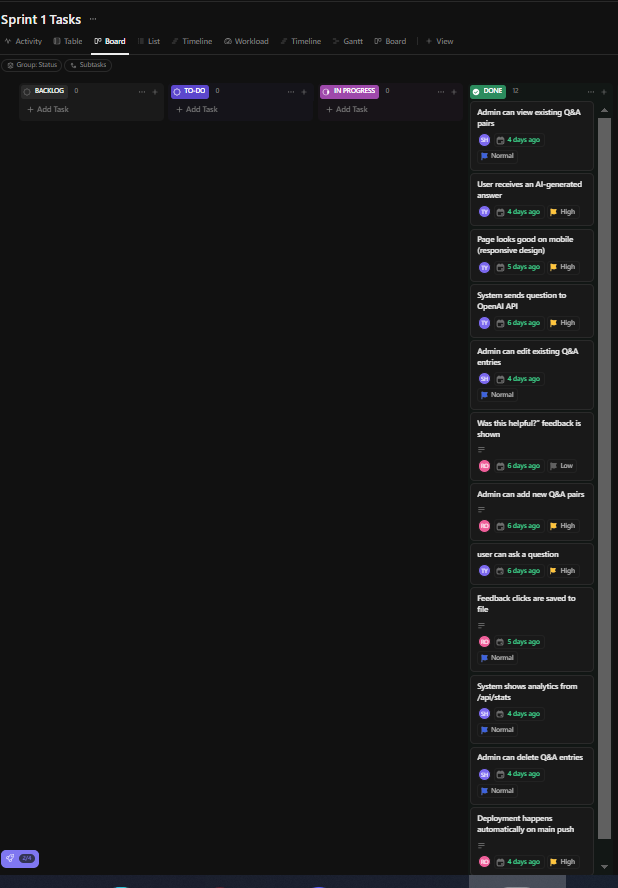 Sprint 1 Tasks ...
Activity Table Board List Timeline Workload Timeline Gantt Board + View
Group: Status Subtasks
BACKLOG 0 ... +
+ Add Task
TO-DO 0 ... +
+ Add Task
IN PROGRESS 0 ... +
+ Add Task
DONE 12 ... +
Admin can view existing Q&A
pairs
SH 4 days ago
Normal
User receives an AI-generated
answer
TY 4 days ago High
Page looks good on mobile
(responsive design)
TY 5 days ago High
System sends question to
OpenAI API
TY 6 days ago High
Admin can edit existing Q&A
entries
SH 4 days ago
Normal
Was this helpful?" feedback is
shown
RO 6 days ago Low
Admin can add new Q&A pairs
RO 6 days ago High
user can ask a question
TY 6 days ago High
Feedback clicks are saved to
file
RO 5 days ago
Normal
System shows analytics from
/api/stats
SH 4 days ago
Normal
Admin can delete Q&A entries
SH 4 days ago
Normal
Deployment happens
automatically on main push
RO 4 days ago High
2/4